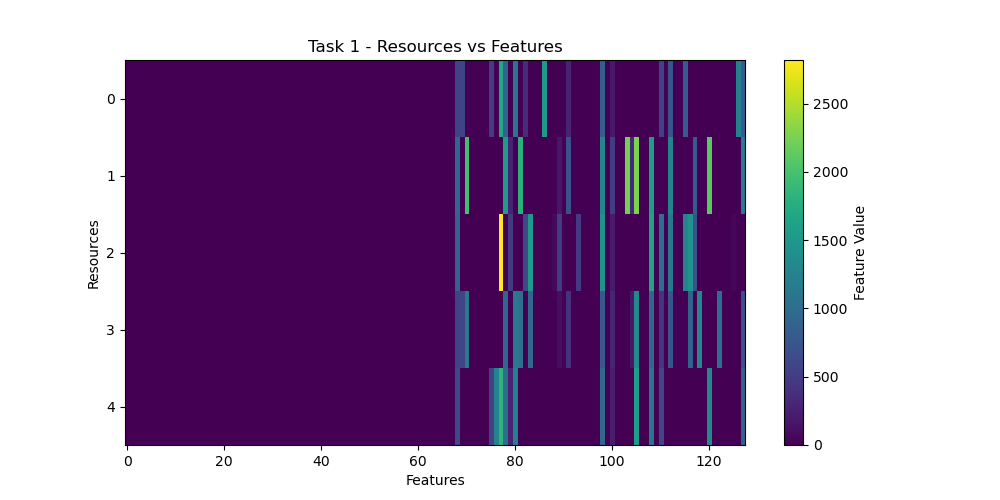 Task 1 - Resources vs Features
Resources
0
1
2
3
4
0 20 40 60 80 100 120
Features
2500
2000
1500
1000
500
0
Feature Value